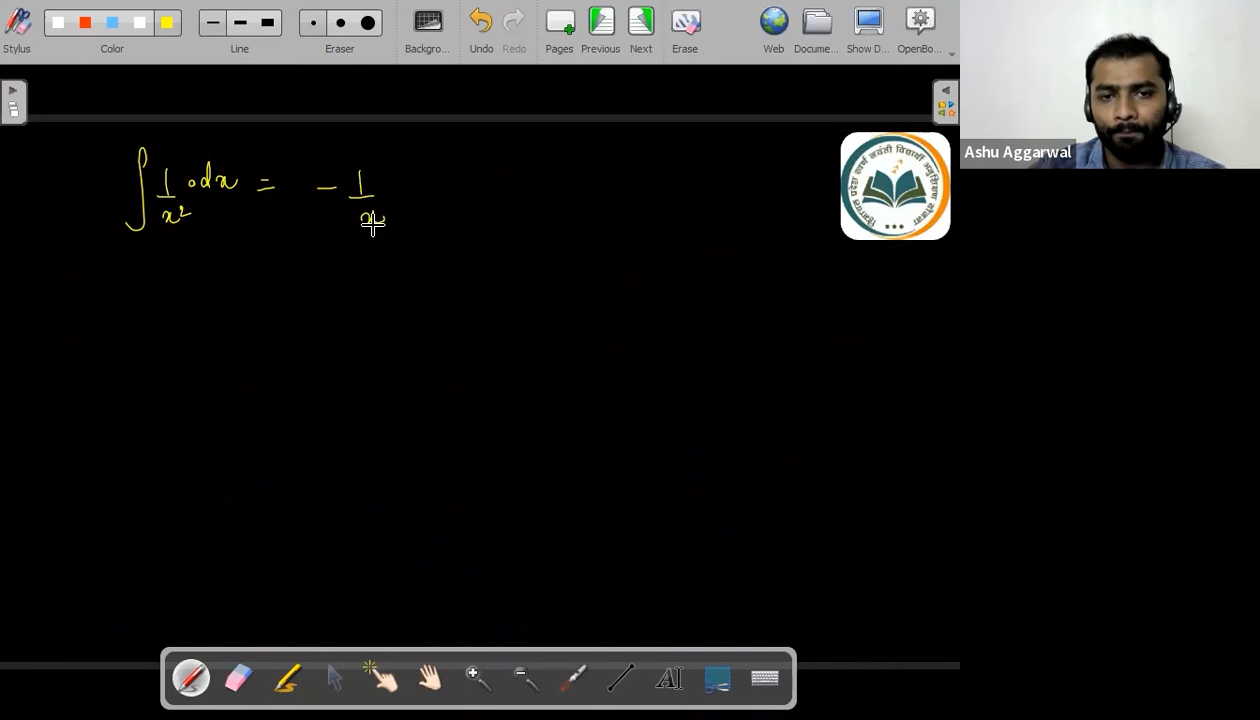 Stylus Color Line Eraser Backgro... Undo Redo Pages Previous Next Erase Web Docume... Show D... OpenBo...
Ashu Aggarwal
∫ 1/x² · dx = - 1/x
AI